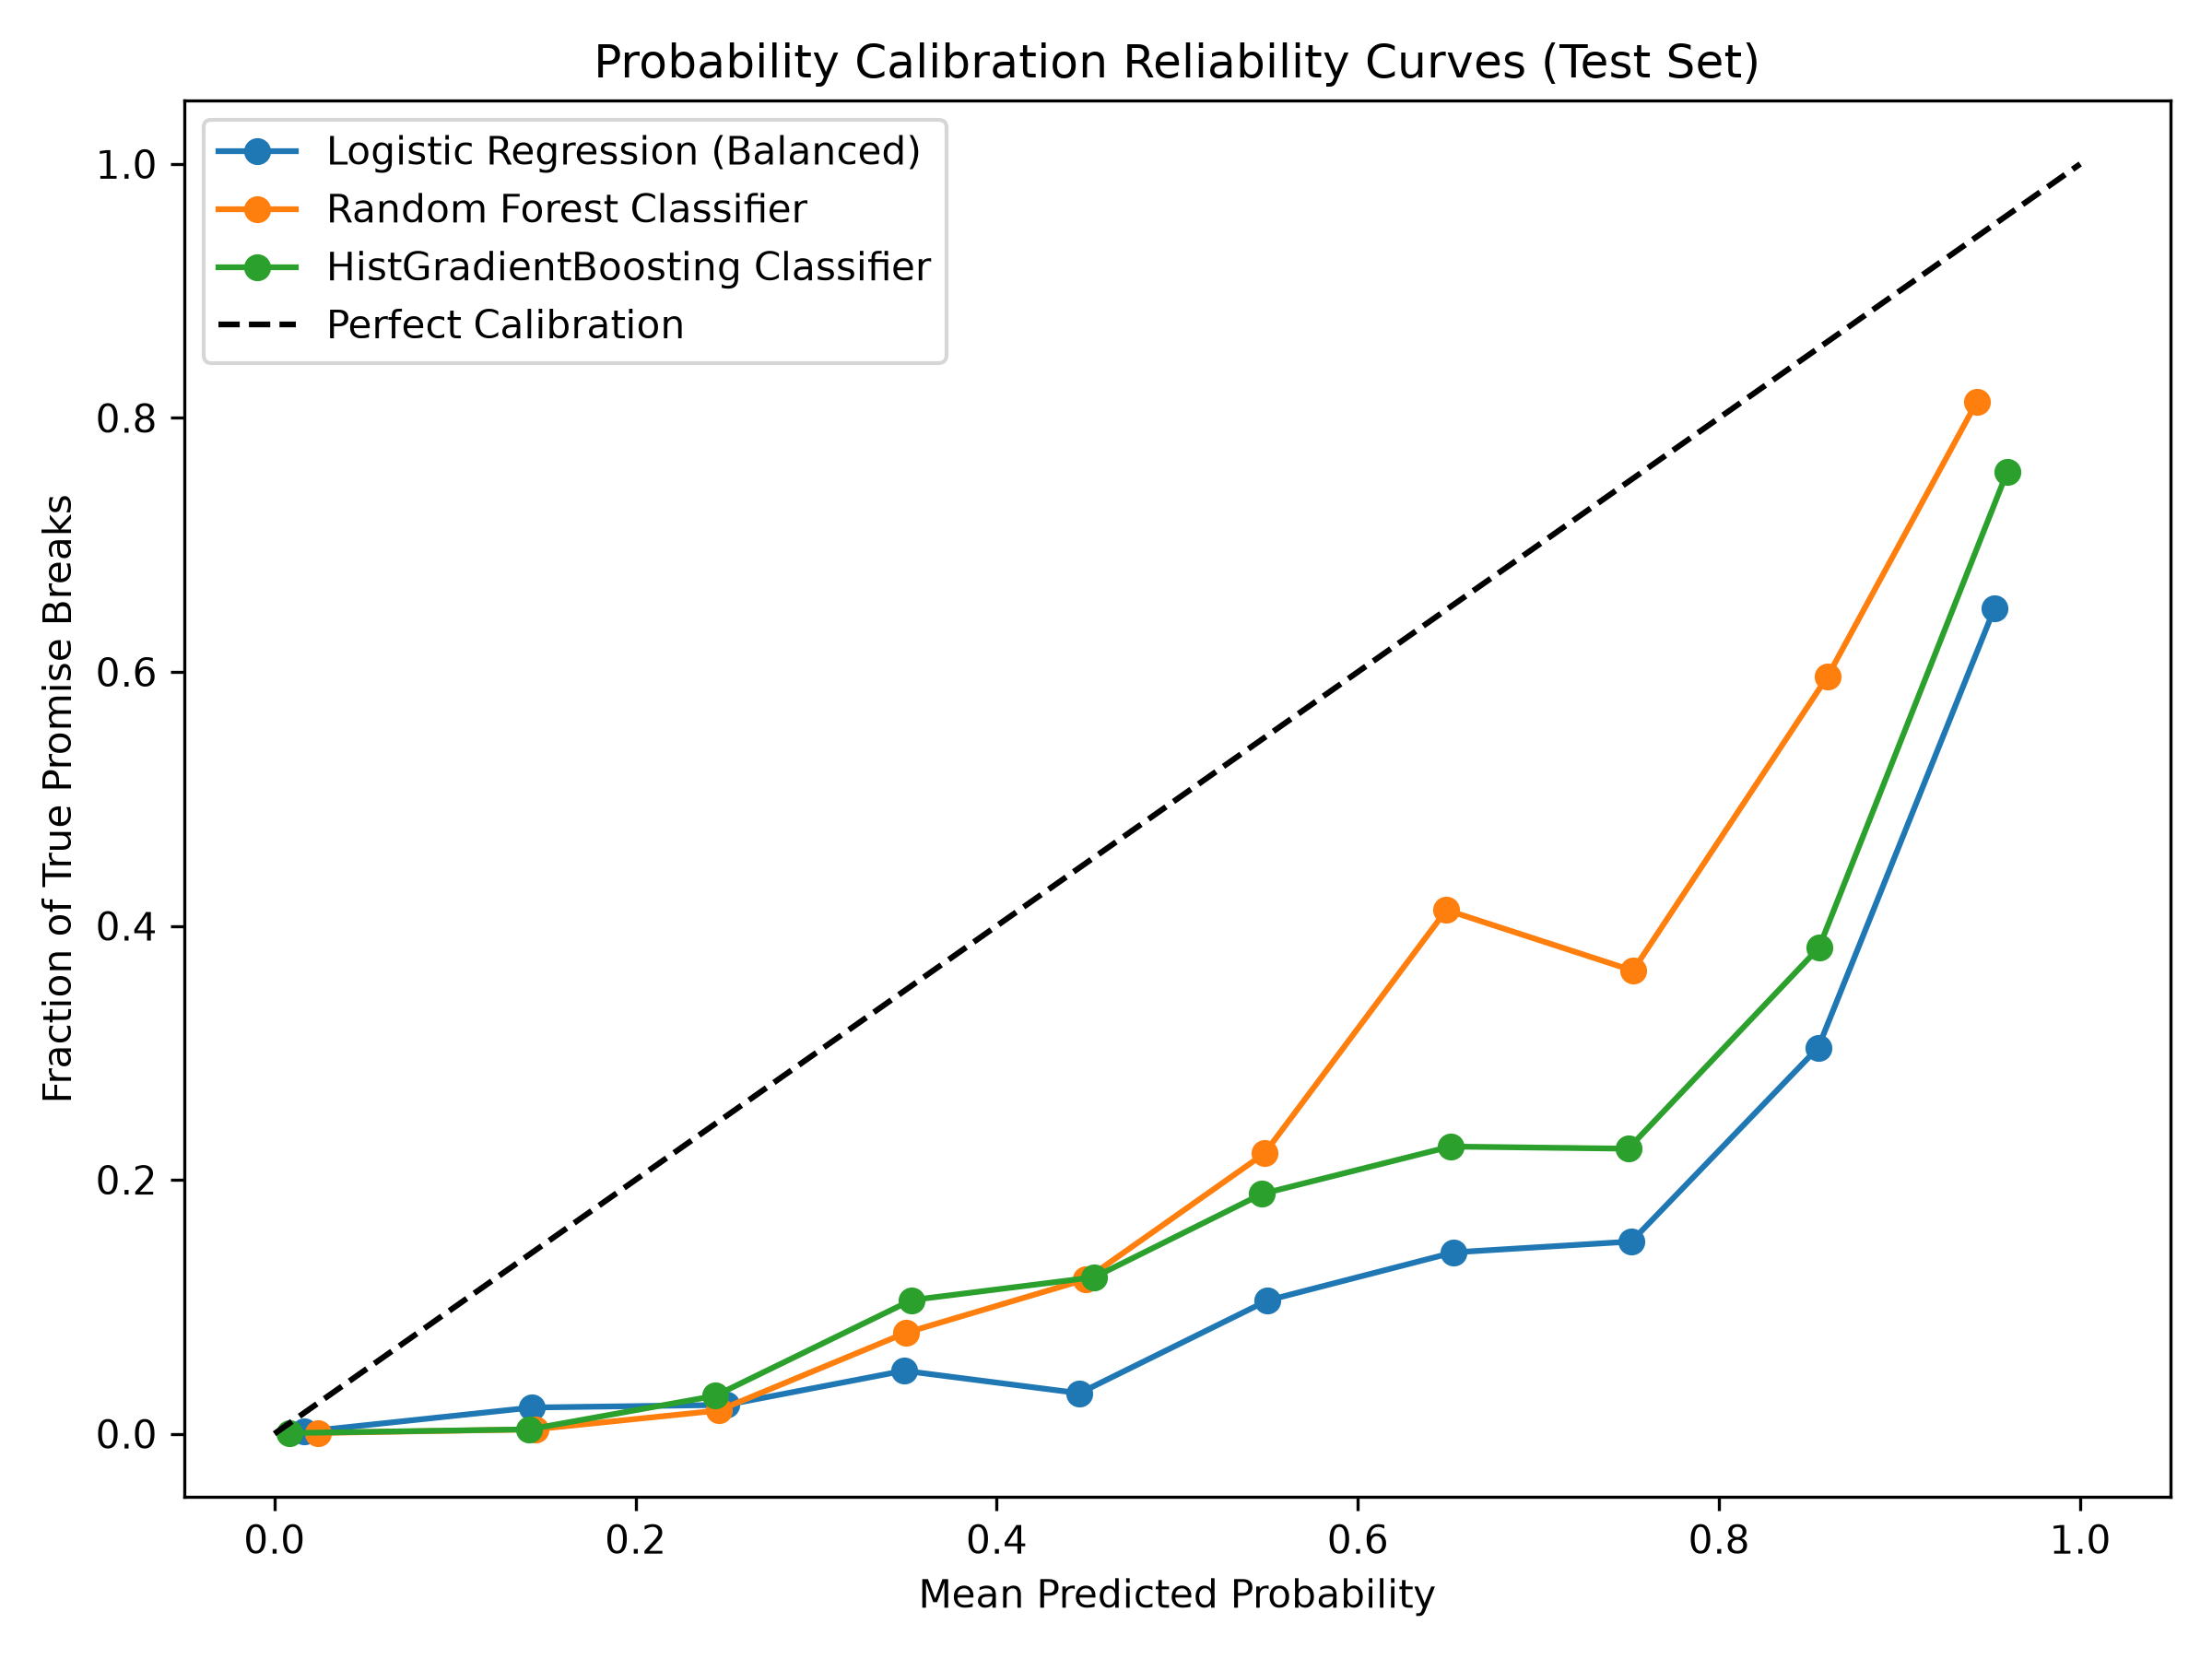 Probability Calibration Reliability Curves (Test Set)
Logistic Regression (Balanced)
Random Forest Classifier
HistGradientBoosting Classifier
Perfect Calibration
Fraction of True Promise Breaks
1.0
0.8
0.6
0.4
0.2
0.0
0.0 0.2 0.4 0.6 0.8 1.0
Mean Predicted Probability